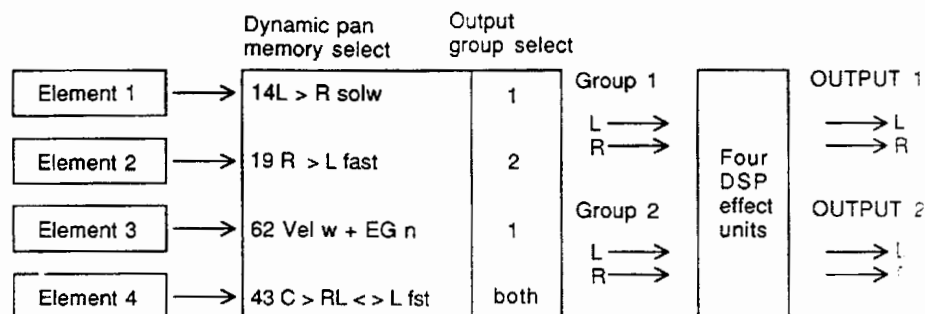 Dynamic pan
memory select
Output
group select
Element 1
14L > R solw
1
Group 1
OUTPUT 1
L
R
L
R
Element 2
19 R > L fast
2
Four
DSP
effect
units
Element 3
62 Vel w + EG n
1
Group 2
OUTPUT 2
L
R
L
Element 4
43 C > RL < > L fst
both